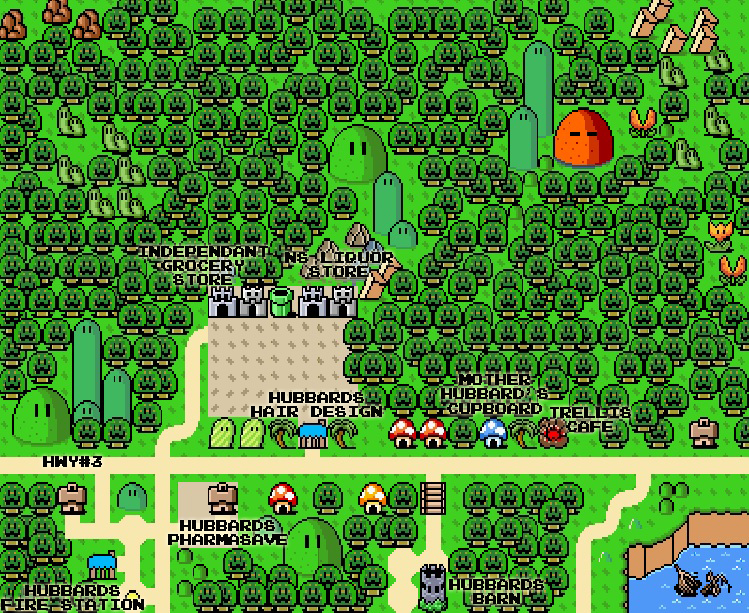 INDEPENDANT
GROCERY
STORE
NS LIQUOR
STORE
HUBBARDS
HAIR DESIGN
MOTHER
HUBBARD'S
CUPBOARD
TRELLIS
CAFE
HWY#3
HUBBARDS
PHARMASAVE
HUBBARDS
FIRE STATION
HUBBARDS
BARN